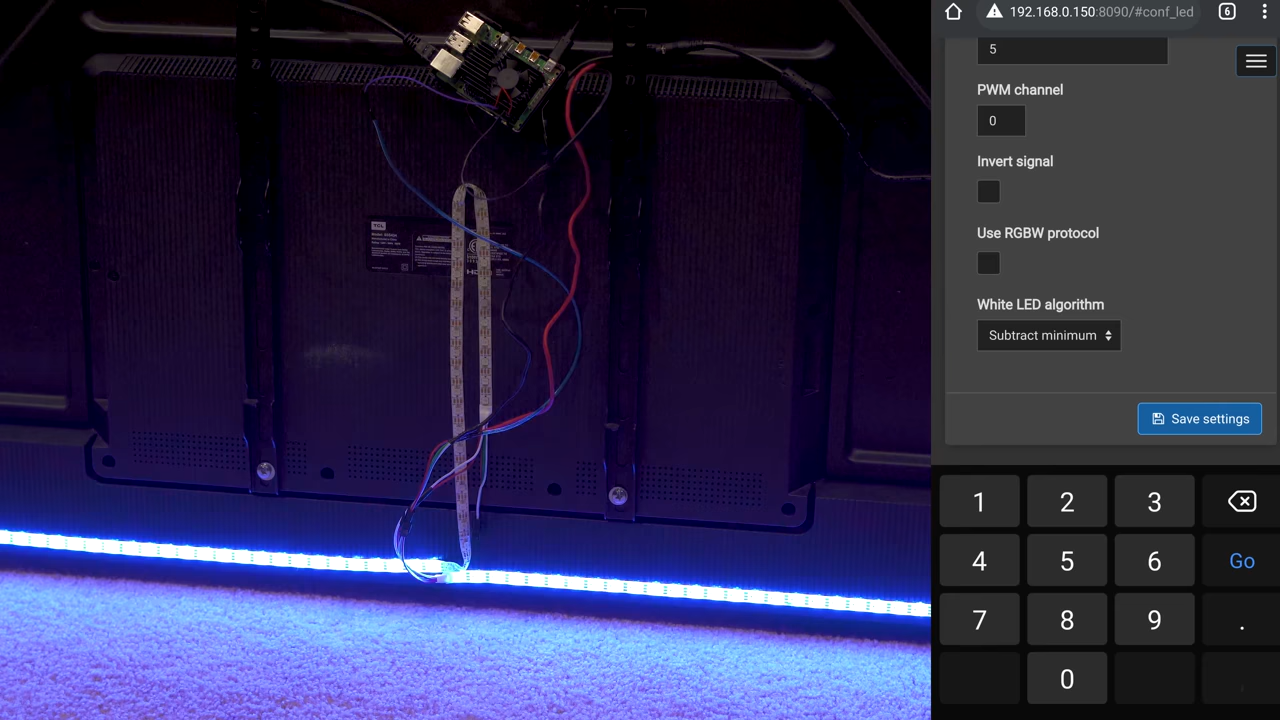 TCL
HD
192.168.0.150:8090/#conf_led
6
5
PWM channel
0
Invert signal
Use RGBW protocol
White LED algorithm
Subtract minimum
Save settings
1 2 3
4 5 6 Go
7 8 9 .
0